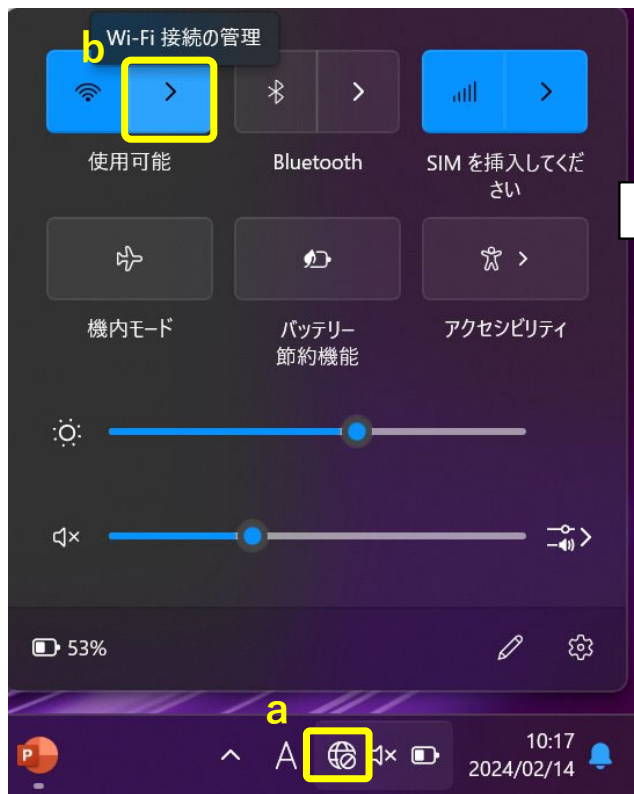 b
Wi-Fi 接続の管理
使用可能
Bluetooth
SIM を挿入してくだ
さい
機内モード
バッテリー
節約機能
アクセシビリティ
53%
a
P
A
10:17
2024/02/14